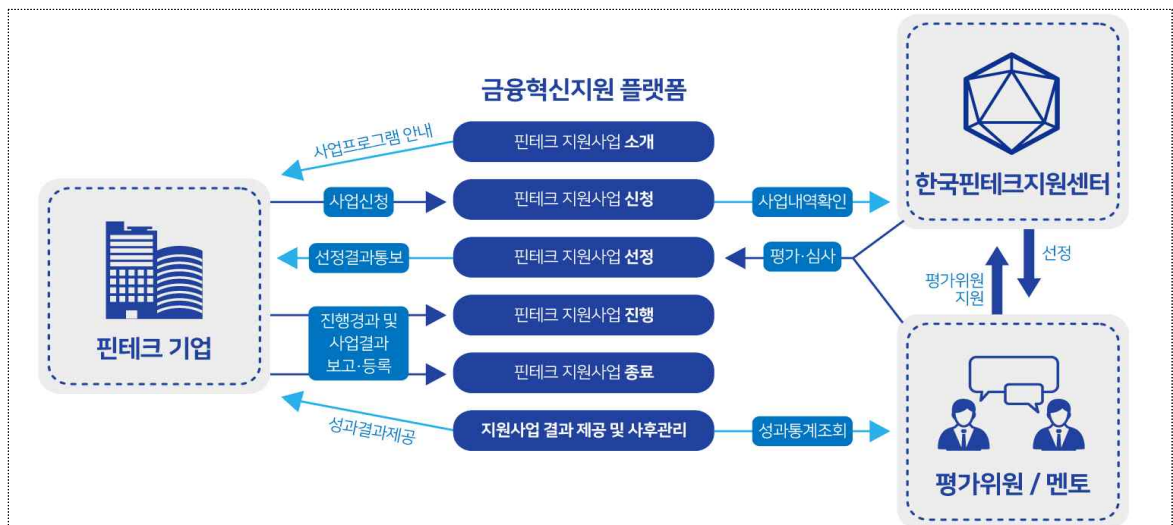 금융혁신지원 플랫폼
사업프로그램 안내
핀테크 지원사업 소개
한국핀테크지원센터
사업신청
핀테크 지원사업 신청
사업내역확인
선정결과통보
핀테크 지원사업 선정
평가·심사
선정
평가위원
지원
핀테크 기업
진행경과 및
사업결과
보고·등록
핀테크 지원사업 진행
핀테크 지원사업 종료
성과결과제공
지원사업 결과 제공 및 사후관리
성과통계조회
평가위원 / 멘토